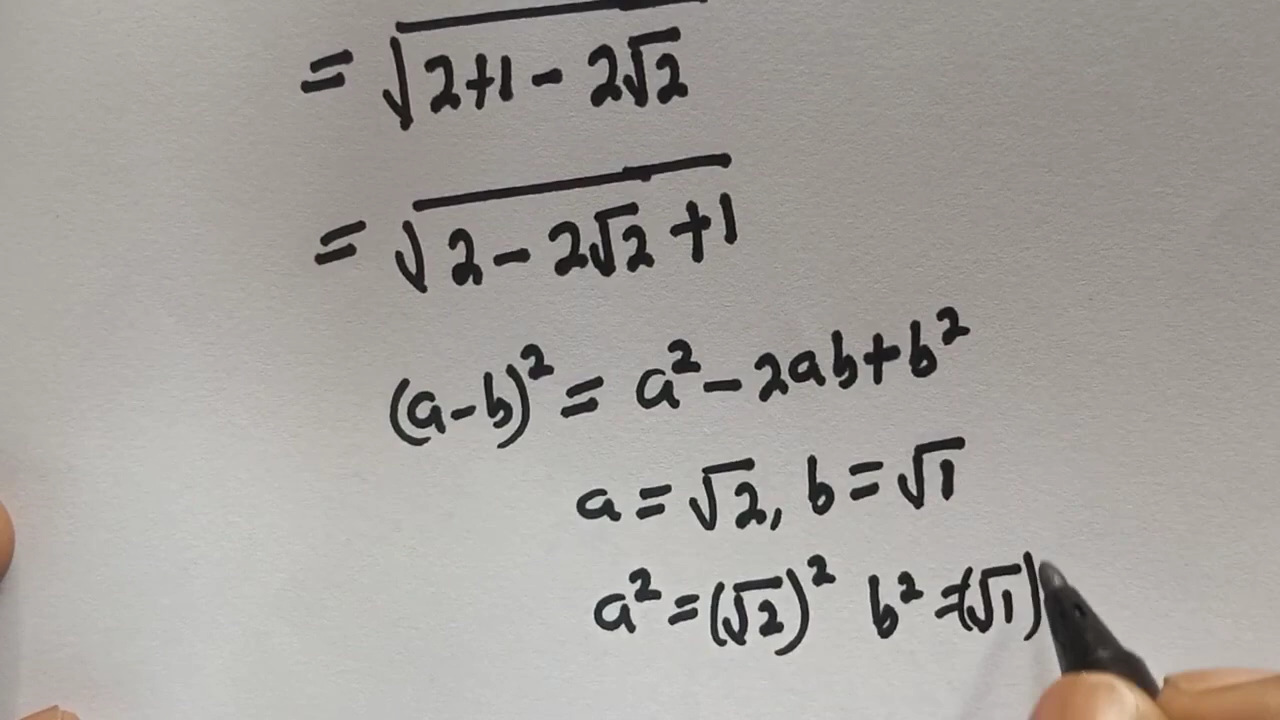 = √2+1-2√2
= √2-2√2+1
(a-b)² = a²-2ab+b²
a=√2, b=√1
a²=(√2)² b²=(√1)